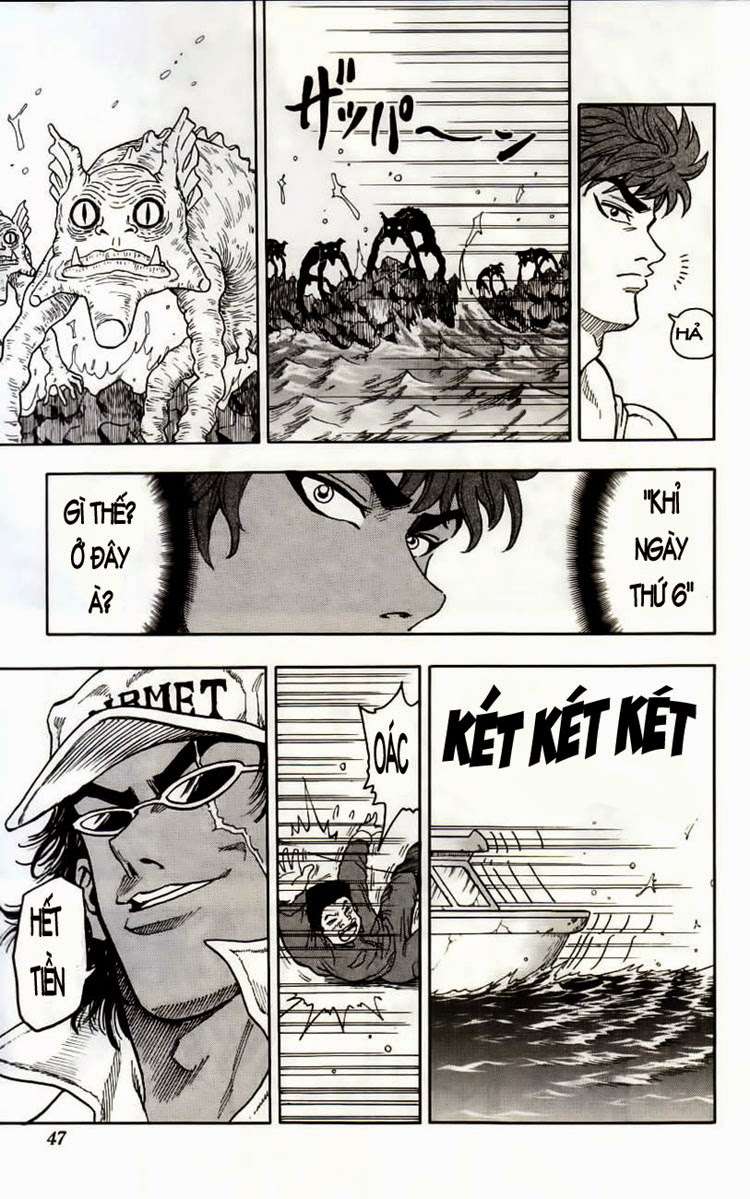 HẢ
ザッパ〜ン
"KHỈ
NGÀY
THỨ 6"
GÌ THẾ?
Ở ĐÂY
À?
KÉT KÉT KÉT
OÁC
RMET
HẾT
TIỀN
47